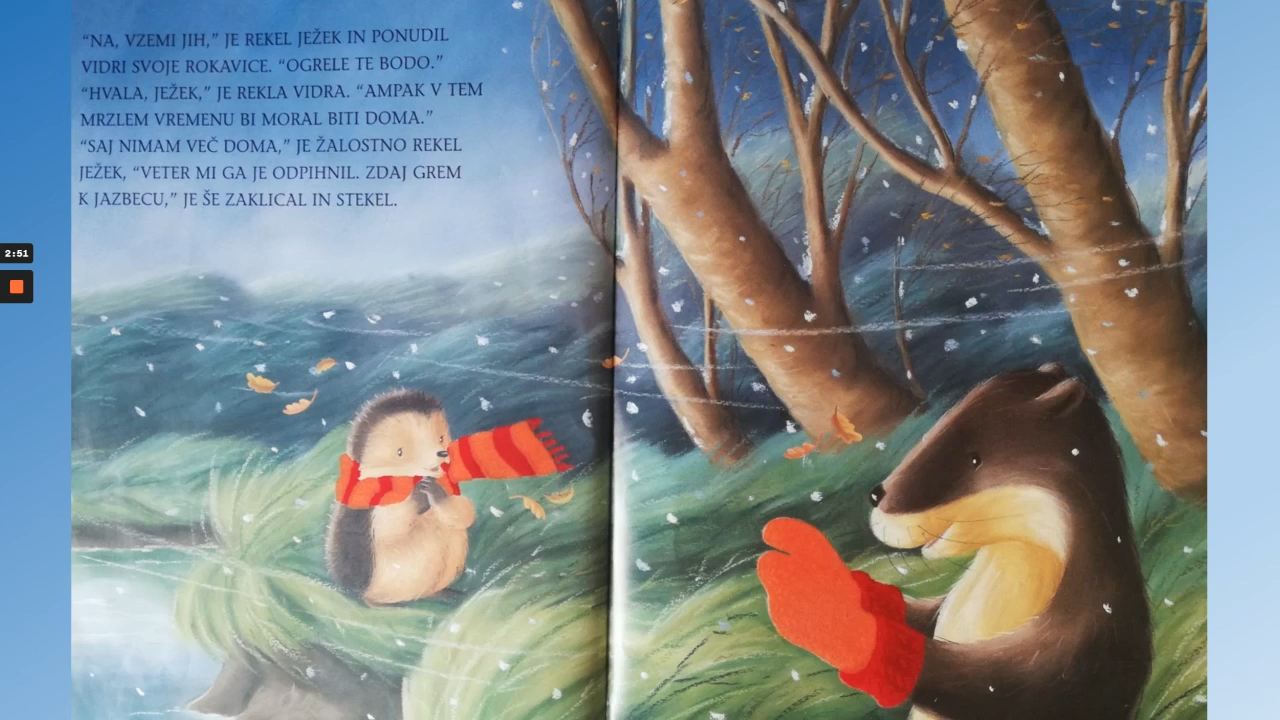 “NA, VZEMI JIH,” JE REKEL JEŽEK IN PONUDIL
VIDRI SVOJE ROKAVICE. “OGRELE TE BODO.”
“HVALA, JEŽEK,” JE REKLA VIDRA. “AMPAK V TEM
MRZLEM VREMENU BI MORAL BITI DOMA.”
“SAJ NIMAM VEČ DOMA,” JE ŽALOSTNO REKEL
JEŽEK, “VETER MI GA JE ODPIHNIL. ZDAJ GREM
K JAZBECU,” JE ŠE ZAKLICAL IN STEKEL.
2:51